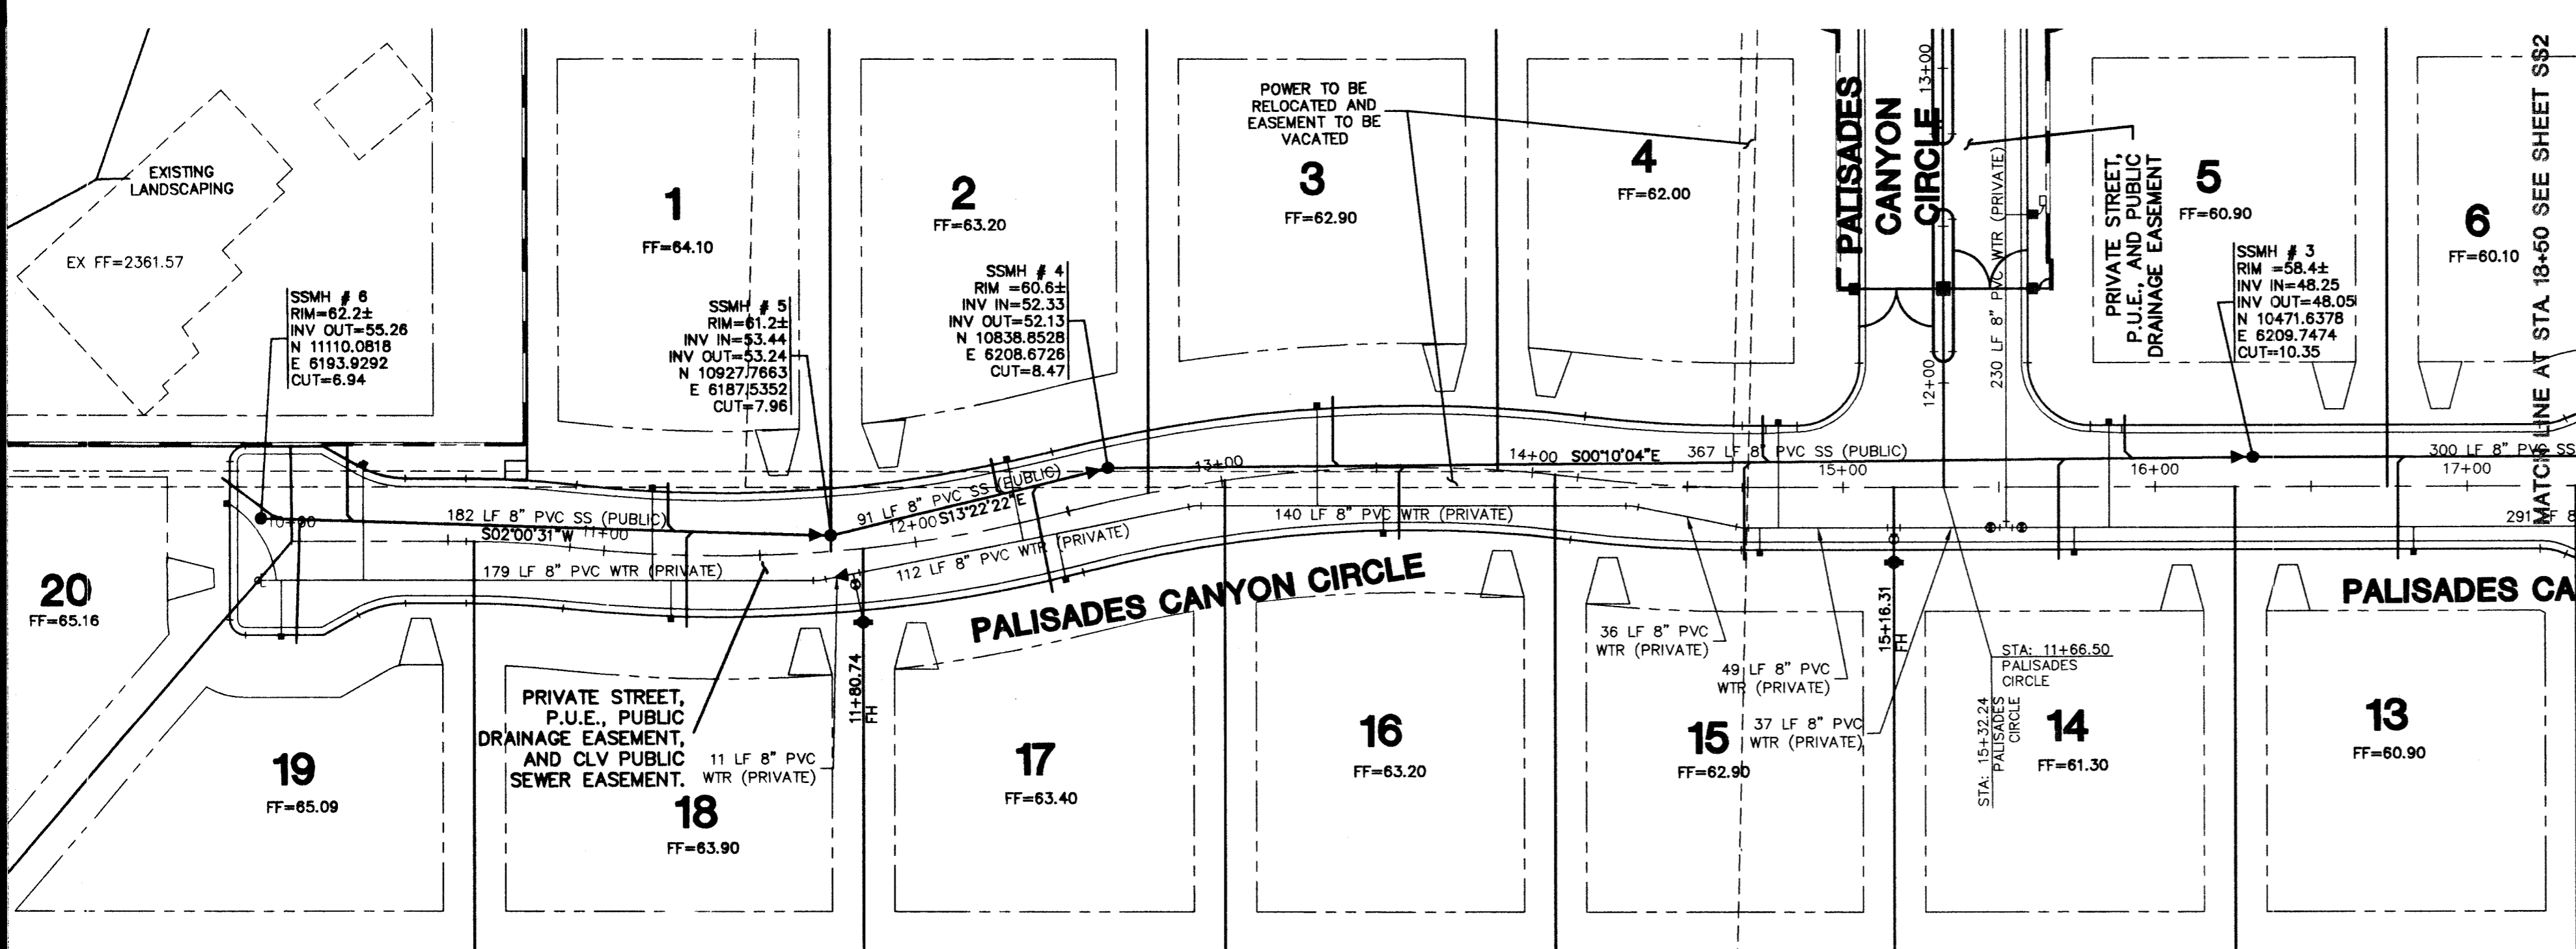 EXISTING
LANDSCAPING
EX FF=2361.57
SSMH # 6
RIM=62.2±
INV OUT=55.26
N 11110.0818
E 6193.9292
CUT=6.94
1
FF=64.10
SSMH # 5
RIM=61.2±
INV IN=53.44
INV OUT=53.24
N 10927.7663
E 6187.5352
CUT=7.96
2
FF=63.20
SSMH # 4
RIM =60.6±
INV IN=52.33
INV OUT=52.13
N 10838.8528
E 6208.6726
CUT=8.47
POWER TO BE
RELOCATED AND
EASEMENT TO BE
VACATED
3
FF=62.90
4
FF=62.00
PALISADES
CANYON
CIRCLE
13+00
12+00
230 LF 8" PVC WTR (PRIVATE)
PRIVATE STREET,
P.U.E., AND PUBLIC
DRAINAGE EASEMENT
5
FF=60.90
SSMH # 3
RIM =58.4±
INV IN=48.25
INV OUT=48.05
N 10471.6378
E 6209.7474
CUT=10.35
6
FF=60.10
MATCH LINE AT STA. 18+50 SEE SHEET SS2
10+00
182 LF 8" PVC SS (PUBLIC)
S02°00'31"W
11+00
91 LF 8" PVC SS (PUBLIC)
12+00
S13°22'22"E
13+00
14+00
S00°10'04"E
367 LF 8" PVC SS (PUBLIC)
15+00
16+00
300 LF 8" PVC SS
17+00
179 LF 8" PVC WTR (PRIVATE)
112 LF 8" PVC WTR (PRIVATE)
140 LF 8" PVC WTR (PRIVATE)
291 LF 8
PALISADES CANYON CIRCLE
PALISADES CA
20
FF=65.16
19
FF=65.09
PRIVATE STREET,
P.U.E., PUBLIC
DRAINAGE EASEMENT,
AND CLV PUBLIC
SEWER EASEMENT.
11 LF 8" PVC
WTR (PRIVATE)
18
FF=63.90
11+80.74
FH
17
FF=63.40
16
FF=63.20
36 LF 8" PVC
WTR (PRIVATE)
49 LF 8" PVC
WTR (PRIVATE)
37 LF 8" PVC
WTR (PRIVATE)
15
FF=62.90
15+16.31
FH
STA: 11+66.50
PALISADES
CIRCLE
STA: 15+32.24
PALISADES
CIRCLE
14
FF=61.30
13
FF=60.90